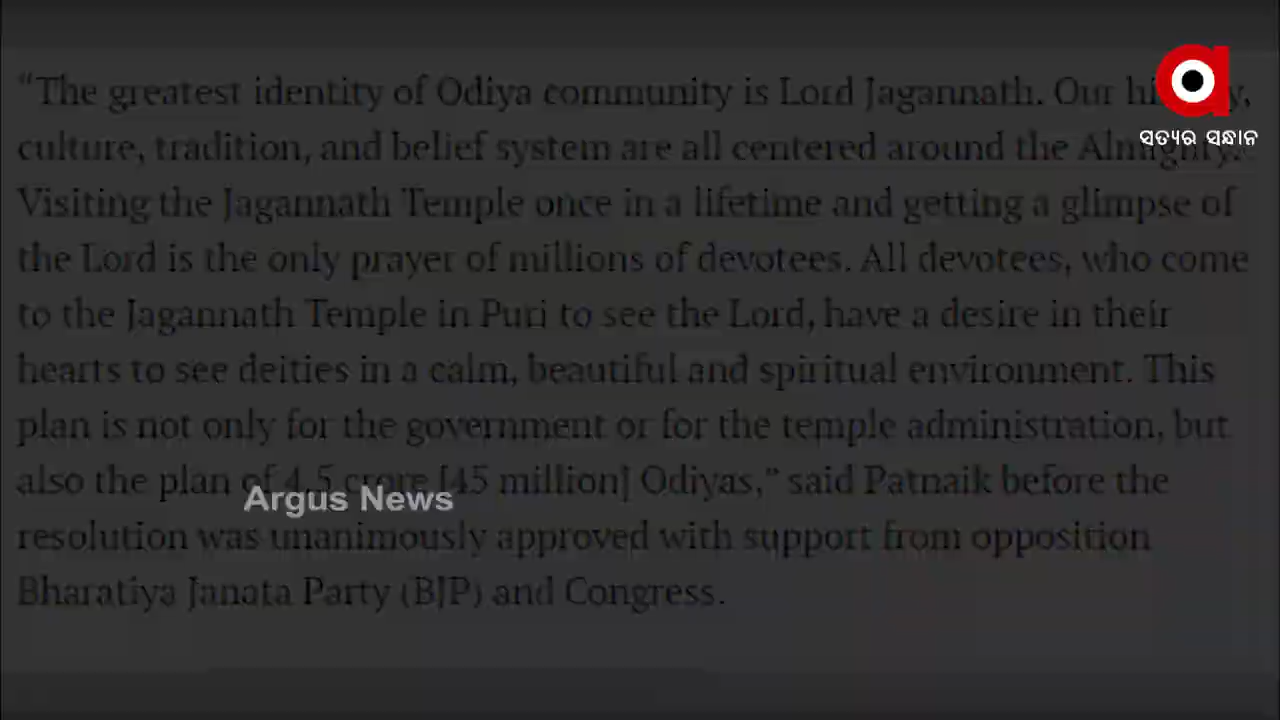 “The greatest identity of Odiya community is Lord Jagannath. Our
culture, tradition, and belief system are all centered around the Almighty.
Visiting the Jagannath Temple once in a lifetime and getting a glimpse of
the Lord is the only prayer of millions of devotees. All devotees, who come
to the Jagannath Temple in Puri to see the Lord, have a desire in their
hearts to see deities in a calm, beautiful and spiritual environment. This
plan is not only for the government or for the temple administration, but
also the plan of 4.5 crore [45 million] Odiyas,” said Patnaik before the
resolution was unanimously approved with support from opposition
Bharatiya Janata Party (BJP) and Congress.
ସତ୍ୟର ସନ୍ଧାନ
Argus News